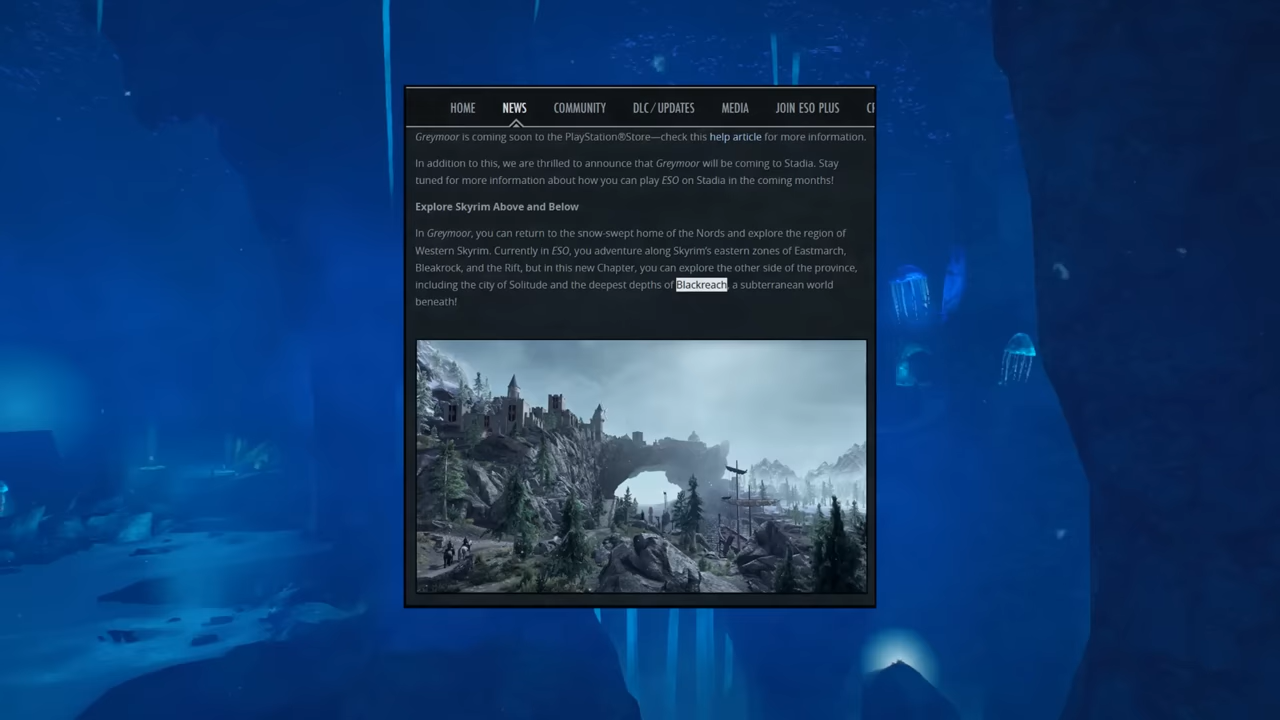 HOME NEWS COMMUNITY DLC / UPDATES MEDIA JOIN ESO PLUS
Greymoor is coming soon to the PlayStation®Store—check this help article for more information.
In addition to this, we are thrilled to announce that Greymoor will be coming to Stadia. Stay
tuned for more information about how you can play ESO on Stadia in the coming months!
Explore Skyrim Above and Below
In Greymoor, you can return to the snow-swept home of the Nords and explore the region of
Western Skyrim. Currently in ESO, you adventure along Skyrim's eastern zones of Eastmarch,
Bleakrock, and the Rift, but in this new Chapter, you can explore the other side of the province,
including the city of Solitude and the deepest depths of Blackreach, a subterranean world
beneath!